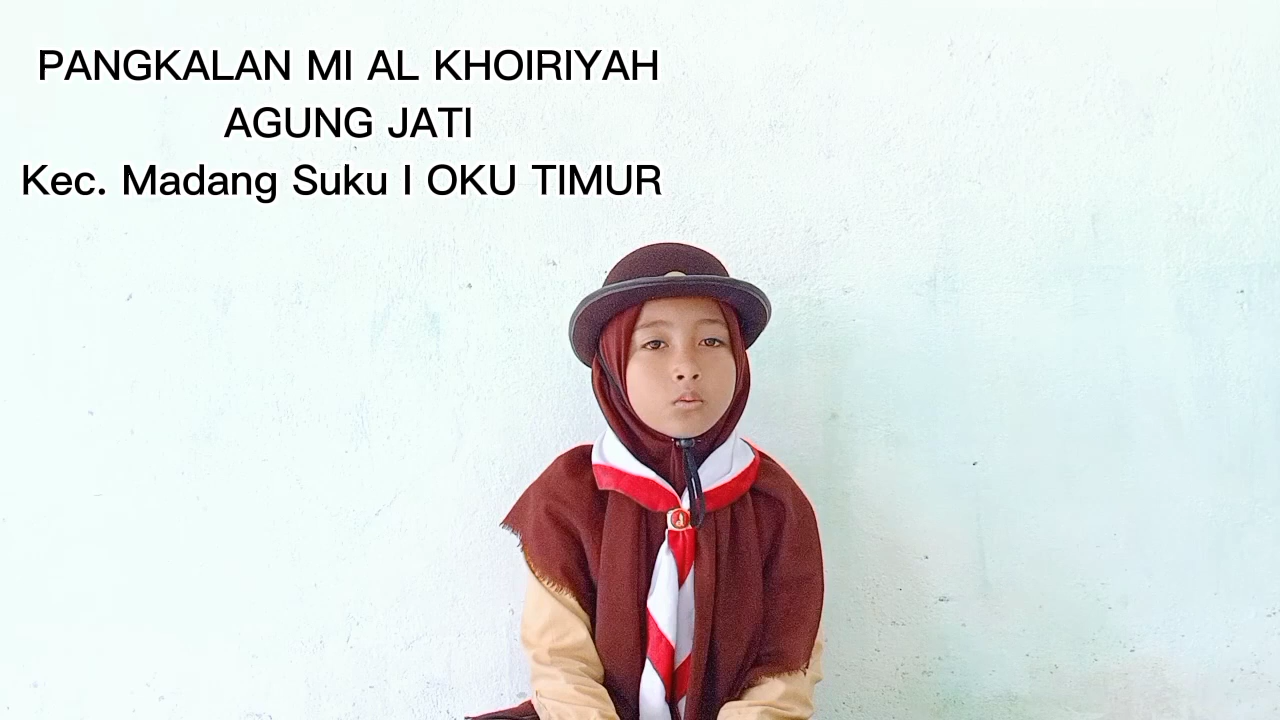 PANGKALAN MI AL KHOIRIYAH
AGUNG JATI
Kec. Madang Suku I OKU TIMUR